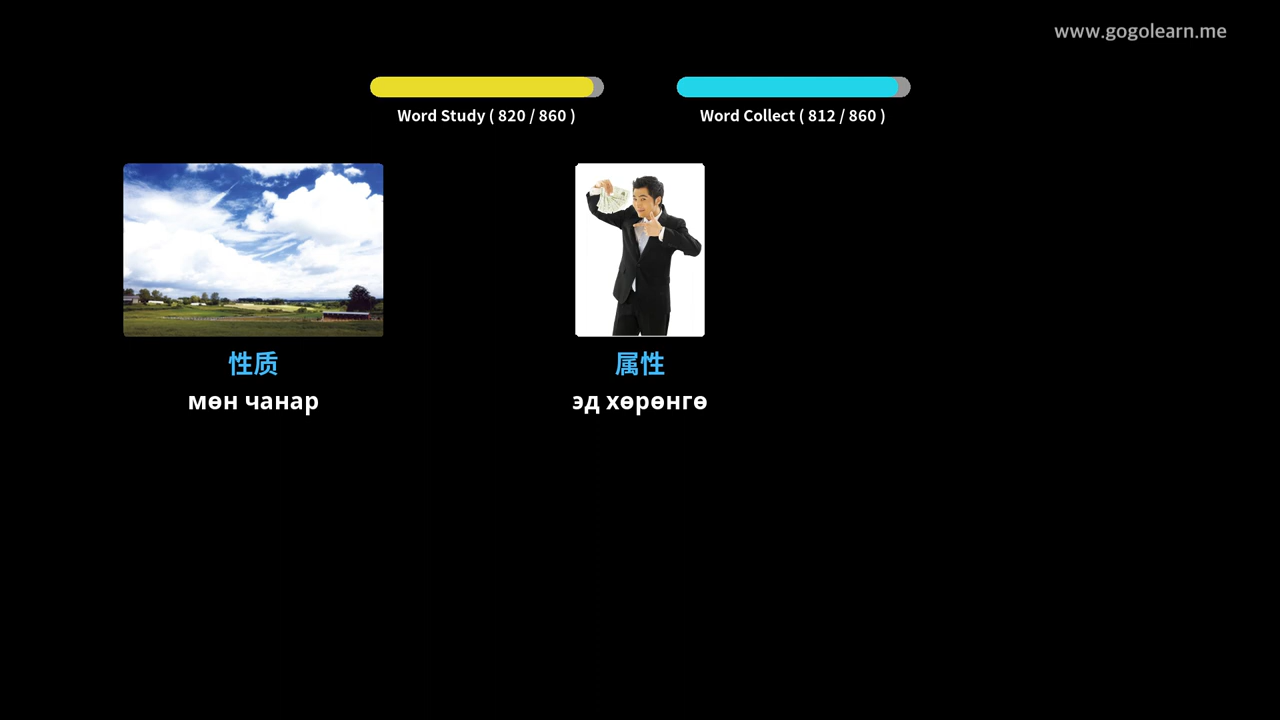 www.gogolearn.me
Word Study ( 820 / 860 )
Word Collect ( 812 / 860 )
性质
мөн чанар
属性
эд хөрөнгө